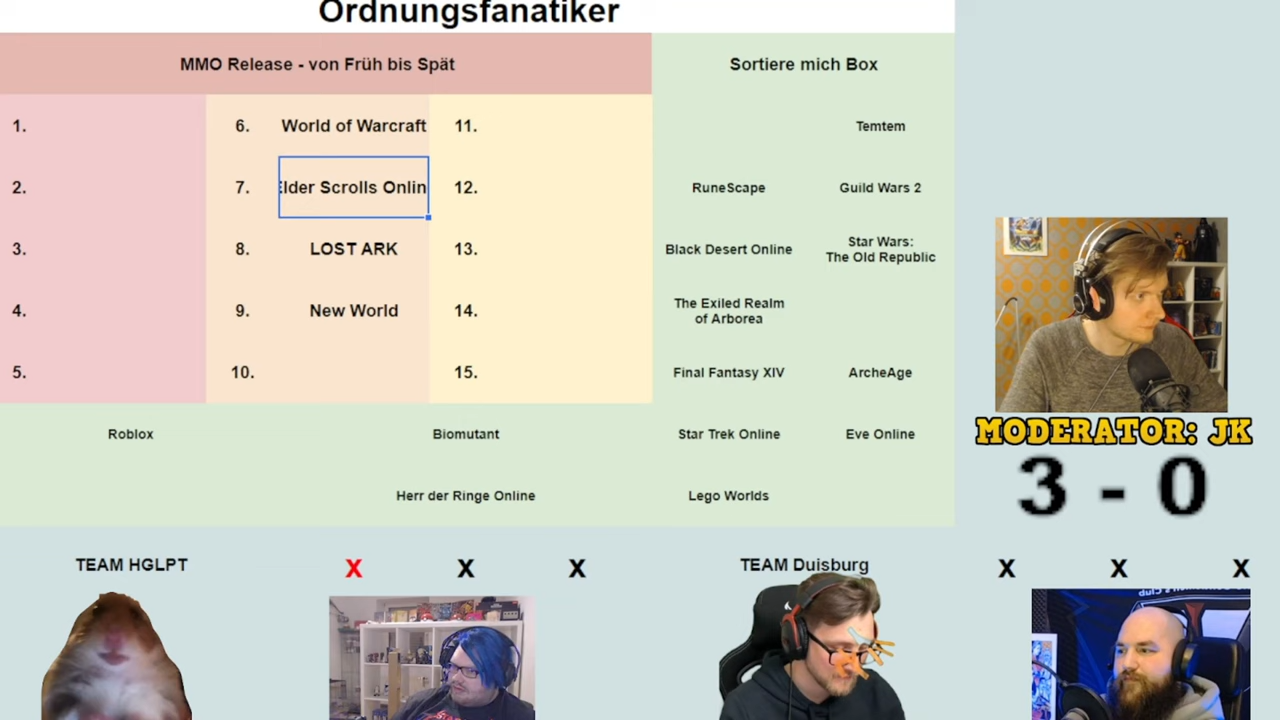 Ordnungsfanatiker
MMO Release - von Früh bis Spät
Sortiere mich Box
1.
6.
World of Warcraft
11.
Temtem
2.
7.
lder Scrolls Onlin
12.
RuneScape
Guild Wars 2
3.
8.
LOST ARK
13.
Black Desert Online
Star Wars:
The Old Republic
4.
9.
New World
14.
The Exiled Realm
of Arborea
5.
10.
15.
Final Fantasy XIV
ArcheAge
Roblox
Biomutant
Star Trek Online
Eve Online
Herr der Ringe Online
Lego Worlds
MODERATOR: JK
3 - 0
TEAM HGLPT
X
X
X
TEAM Duisburg
X
X
X